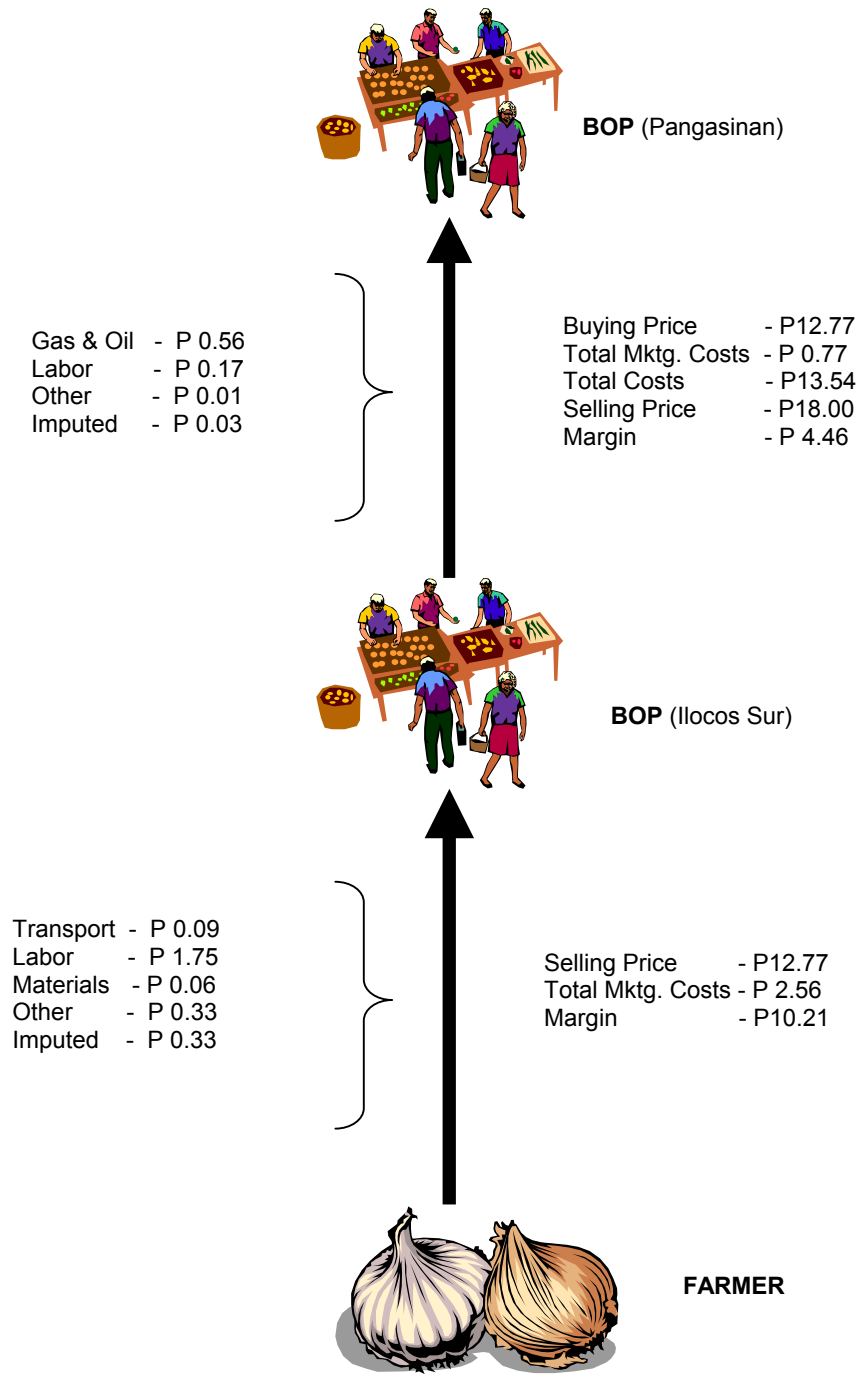 BOP (Pangasinan)
Gas & Oil - P 0.56
Labor - P 0.17
Other - P 0.01
Imputed - P 0.03
Buying Price - P12.77
Total Mktg. Costs - P 0.77
Total Costs - P13.54
Selling Price - P18.00
Margin - P 4.46
BOP (Ilocos Sur)
Transport - P 0.09
Labor - P 1.75
Materials - P 0.06
Other - P 0.33
Imputed - P 0.33
Selling Price - P12.77
Total Mktg. Costs - P 2.56
Margin - P10.21
FARMER